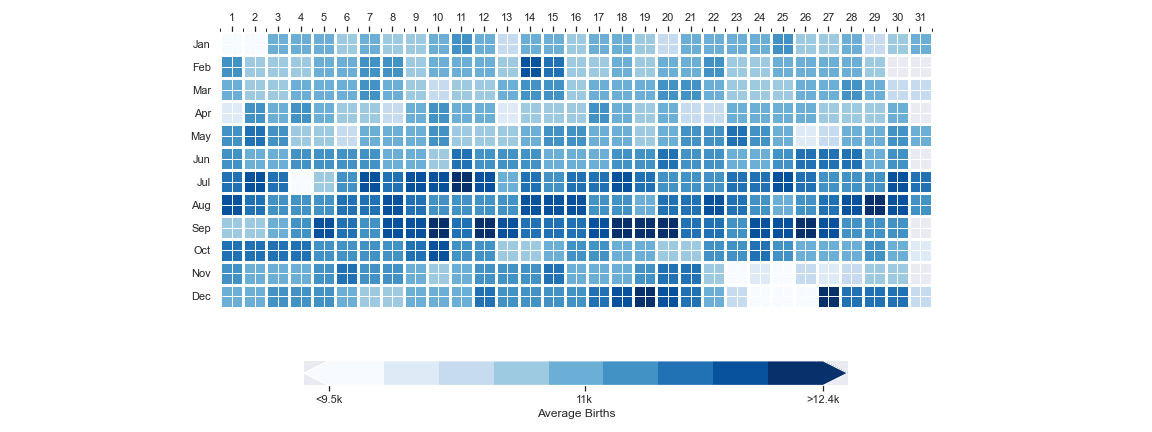 1 2 3 4 5 6 7 8 9 10 11 12 13 14 15 16 17 18 19 20 21 22 23 24 25 26 27 28 29 30 31
Jan
Feb
Mar
Apr
May
Jun
Jul
Aug
Sep
Oct
Nov
Dec
<9.5k 11k >12.4k
Average Births